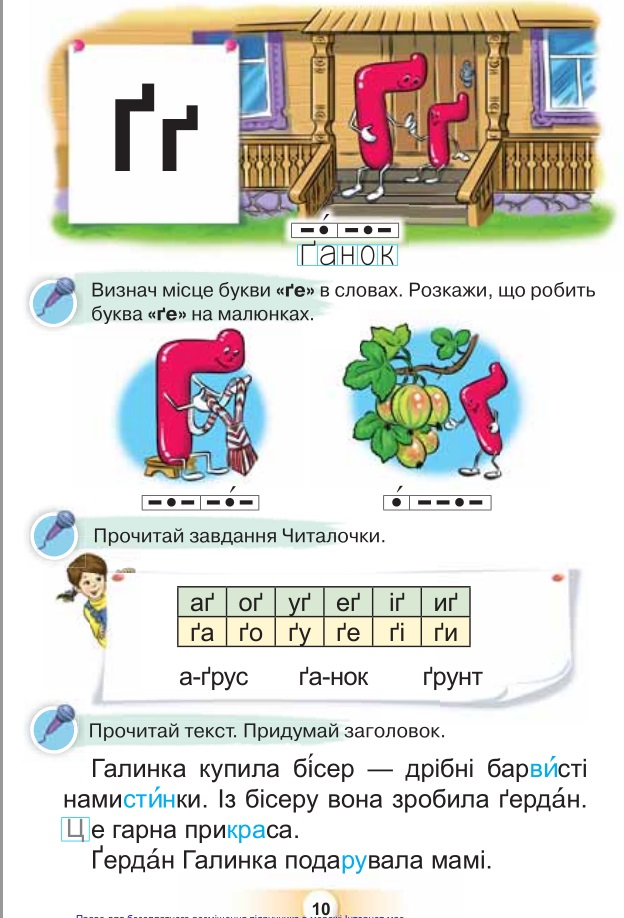 Ґґ
Ґанок
Визнач місце букви «ґе» в словах. Розкажи, що робить
буква «ґе» на малюнках.
Прочитай завдання Читалочки.
аґ оґ уґ еґ іґ иґ
ґа ґо ґу ґе ґі ґи
а-ґрус ґа-нок ґрунт
Прочитай текст. Придумай заголовок.
Галинка купила бі́сер — дрібні барви́сті
намисти́нки. Із бісеру вона зробила ґерда́н.
Це гарна прикраса.
Ґерда́н Галинка подарувала мамі.
10